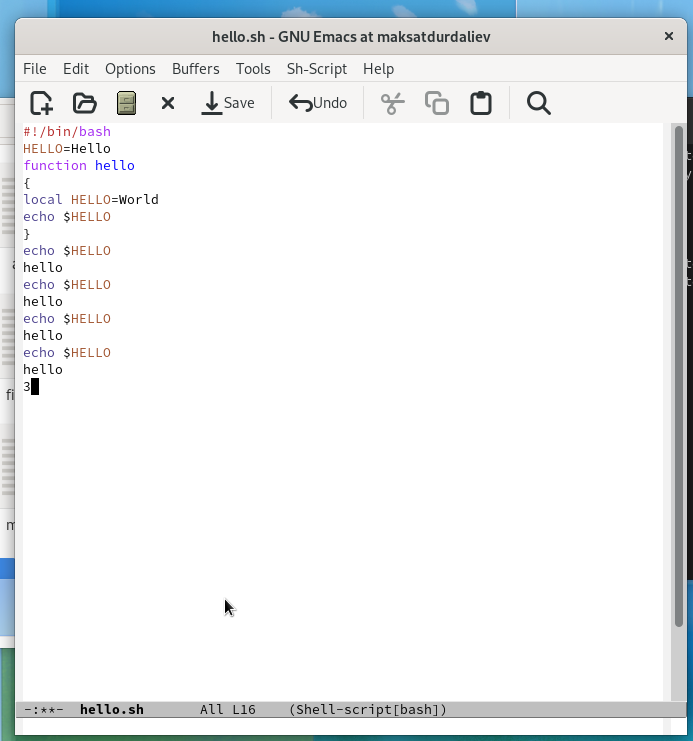 hello.sh - GNU Emacs at maksatdurdaliev
File Edit Options Buffers Tools Sh-Script Help
Save Undo
#!/bin/bash
HELLO=Hello
function hello
{
local HELLO=World
echo $HELLO
}
echo $HELLO
hello
echo $HELLO
hello
echo $HELLO
hello
echo $HELLO
hello
3
-:**- hello.sh All L16 (Shell-script[bash])